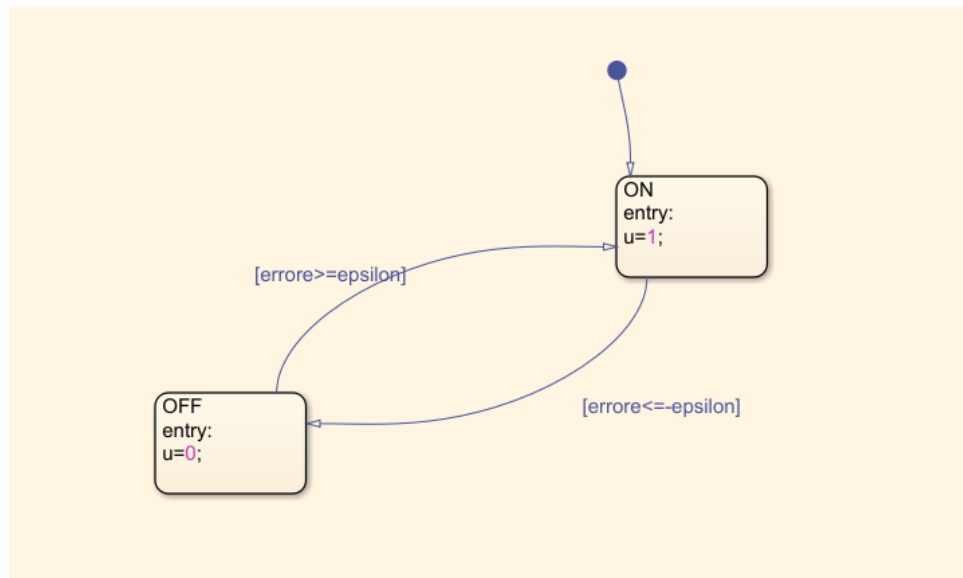 ON
entry:
u=1;
[errore>=epsilon]
OFF
entry:
u=0;
[errore<=-epsilon]